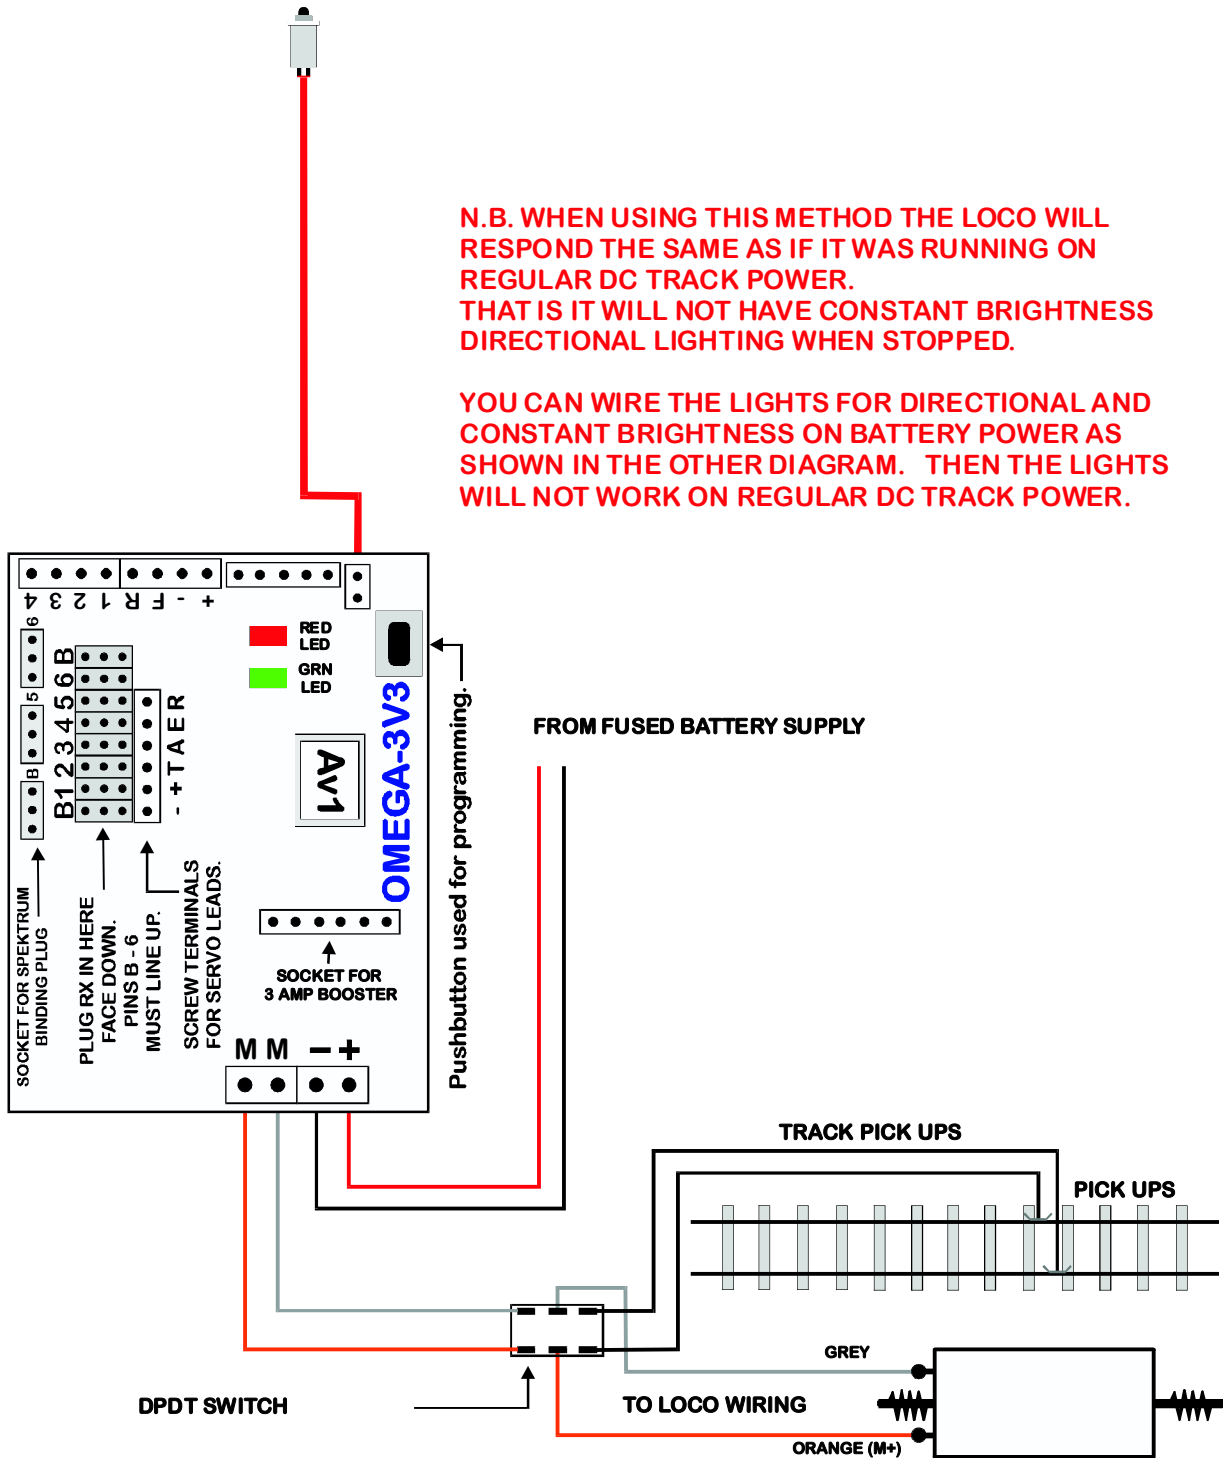 N.B. WHEN USING THIS METHOD THE LOCO WILL
RESPOND THE SAME AS IF IT WAS RUNNING ON
REGULAR DC TRACK POWER.
THAT IS IT WILL NOT HAVE CONSTANT BRIGHTNESS
DIRECTIONAL LIGHTING WHEN STOPPED.
YOU CAN WIRE THE LIGHTS FOR DIRECTIONAL AND
CONSTANT BRIGHTNESS ON BATTERY POWER AS
SHOWN IN THE OTHER DIAGRAM. THEN THE LIGHTS
WILL NOT WORK ON REGULAR DC TRACK POWER.
4 3 2 1 R F - +
6
5
B
B1 2 3 4 5 6 B
- + T A E R
RED
LED
GRN
LED
Av1
OMEGA-3V3
Pushbutton used for programming.
FROM FUSED BATTERY SUPPLY
SOCKET FOR SPEKTRUM
BINDING PLUG
PLUG RX IN HERE
FACE DOWN.
PINS B - 6
MUST LINE UP.
SCREW TERMINALS
FOR SERVO LEADS.
SOCKET FOR
3 AMP BOOSTER
M M − +
TRACK PICK UPS
PICK UPS
GREY
DPDT SWITCH
TO LOCO WIRING
ORANGE (M+)